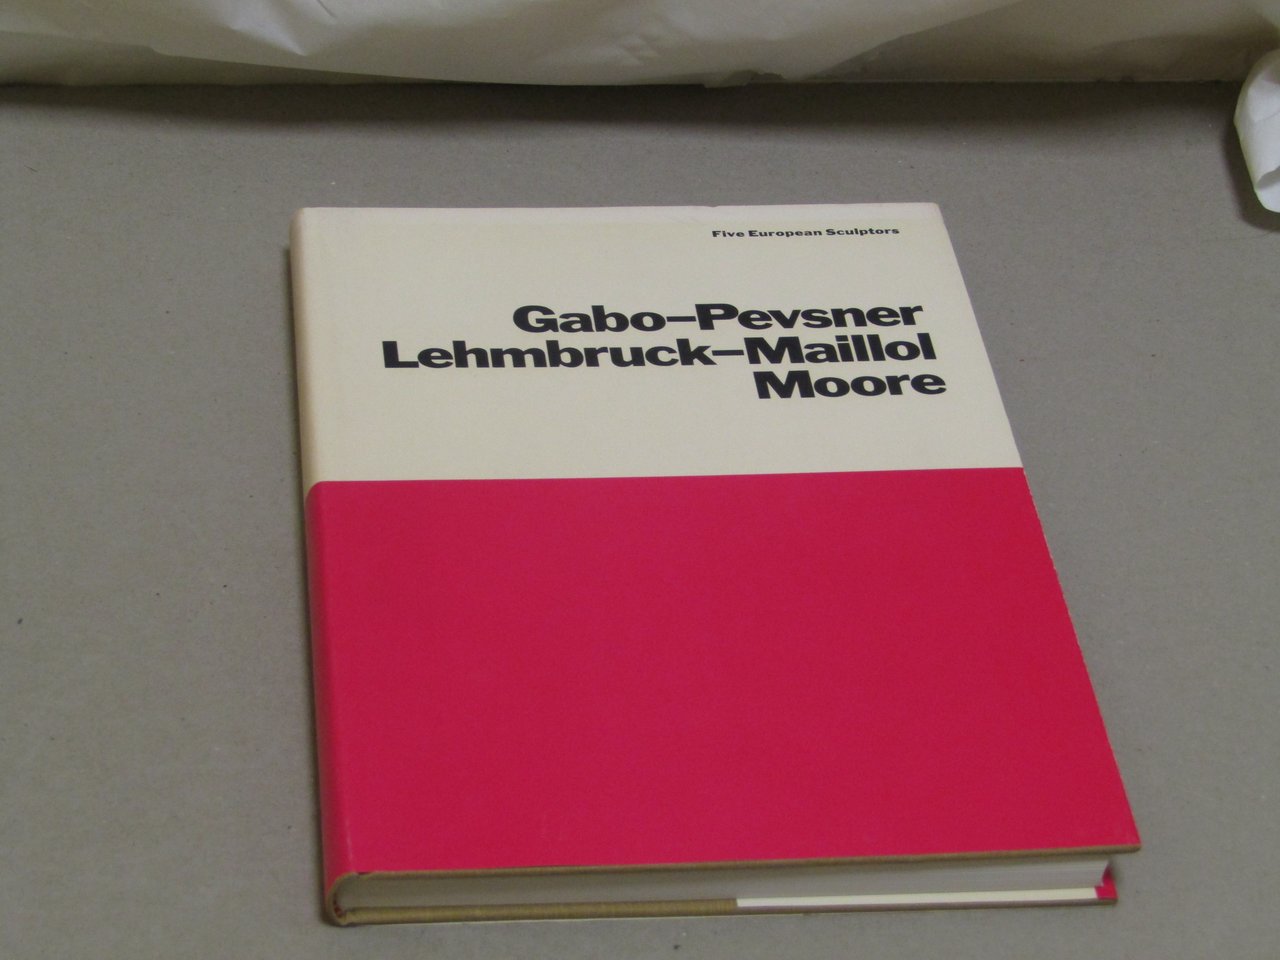 Five European Sculptors
Gabo–Pevsner
Lehmbruck–Maillol
Moore